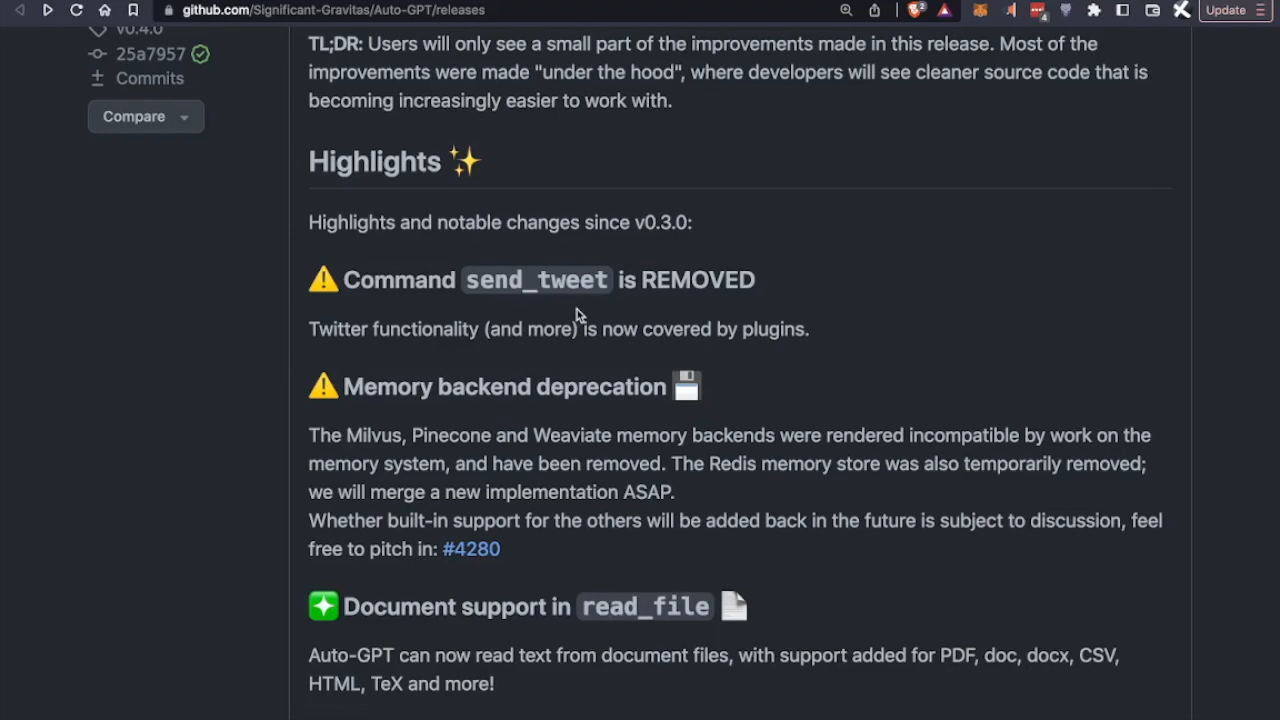 github.com/Significant-Gravitas/Auto-GPT/releases
2
4
Update
v0.4.0
25a7957
Commits
Compare
TL;DR: Users will only see a small part of the improvements made in this release. Most of the
improvements were made "under the hood", where developers will see cleaner source code that is
becoming increasingly easier to work with.
Highlights ✨
Highlights and notable changes since v0.3.0:
⚠️ Command send_tweet is REMOVED
Twitter functionality (and more) is now covered by plugins.
⚠️ Memory backend deprecation 💾
The Milvus, Pinecone and Weaviate memory backends were rendered incompatible by work on the
memory system, and have been removed. The Redis memory store was also temporarily removed;
we will merge a new implementation ASAP.
Whether built-in support for the others will be added back in the future is subject to discussion, feel
free to pitch in: #4280
❇️ Document support in read_file 📄
Auto-GPT can now read text from document files, with support added for PDF, doc, docx, CSV,
HTML, TeX and more!